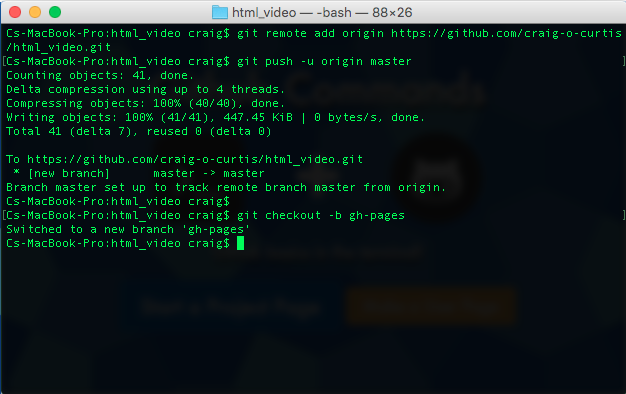 html_video — -bash — 88×26
Cs-MacBook-Pro:html_video craig$ git remote add origin https://github.com/craig-o-curtis
/html_video.git
[Cs-MacBook-Pro:html_video craig$ git push -u origin master ]
Counting objects: 41, done.
Delta compression using up to 4 threads.
Compressing objects: 100% (40/40), done.
Writing objects: 100% (41/41), 447.45 KiB | 0 bytes/s, done.
Total 41 (delta 7), reused 0 (delta 0)
To https://github.com/craig-o-curtis/html_video.git
* [new branch]      master -> master
Branch master set up to track remote branch master from origin.
Cs-MacBook-Pro:html_video craig$
[Cs-MacBook-Pro:html_video craig$ git checkout -b gh-pages ]
Switched to a new branch 'gh-pages'
Cs-MacBook-Pro:html_video craig$
Commands
Start a Project Page